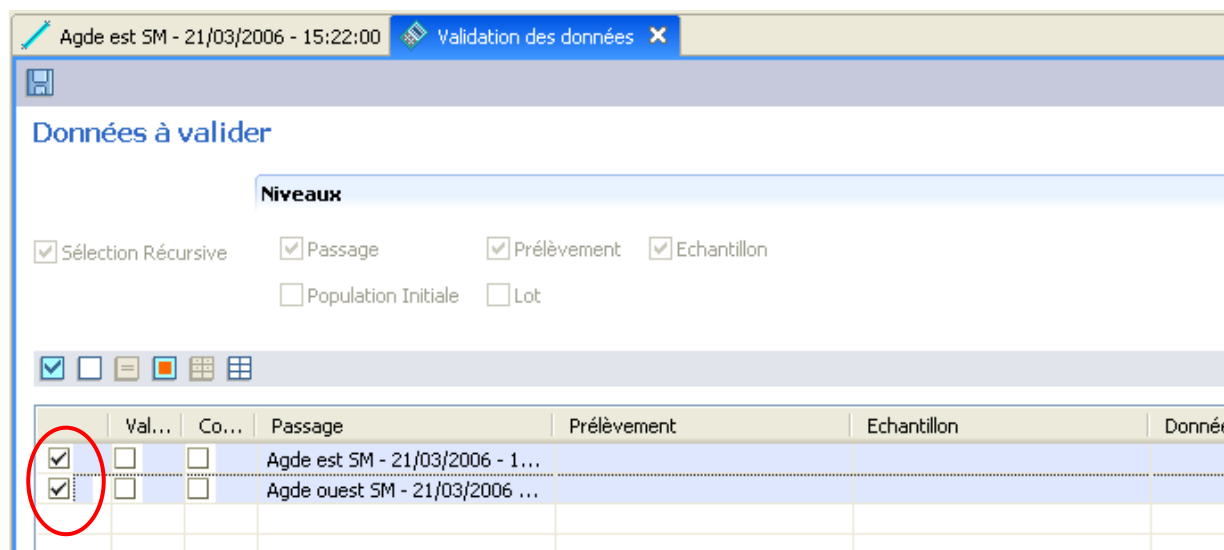 Agde est SM - 21/03/2006 - 15:22:00 Validation des données
Données à valider
Niveaux
Sélection Récursive Passage Prélèvement Echantillon
Population Initiale Lot
Val... Co... Passage Prélèvement Echantillon Donnée
Agde est SM - 21/03/2006 - 1...
Agde ouest SM - 21/03/2006 ...